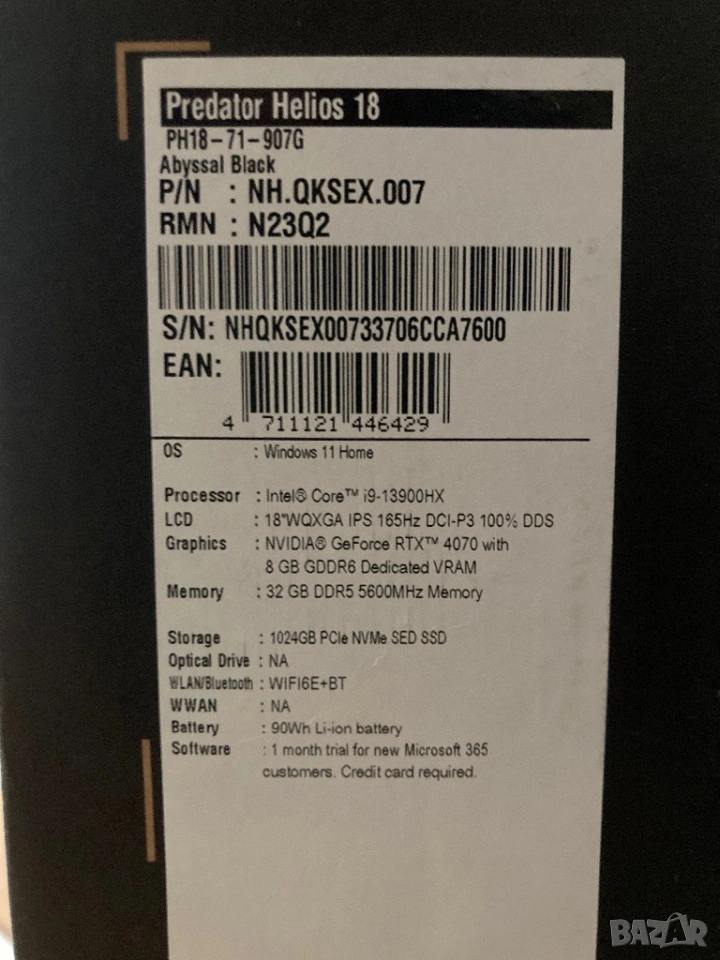 Predator Helios 18
PH18-71-907G
Abyssal Black
P/N : NH.QKSEX.007
RMN : N23Q2
S/N: NHQKSEX00733706CCA7600
EAN:
4 711121 446429
OS : Windows 11 Home
Processor : Intel® Core™ i9-13900HX
LCD : 18"WQXGA IPS 165Hz DCI-P3 100% DDS
Graphics : NVIDIA® GeForce RTX™ 4070 with
8 GB GDDR6 Dedicated VRAM
Memory : 32 GB DDR5 5600MHz Memory
Storage : 1024GB PCIe NVMe SED SSD
Optical Drive : NA
WLAN/Bluetooth : WIFI6E+BT
WWAN : NA
Battery : 90Wh Li-ion battery
Software : 1 month trial for new Microsoft 365
customers. Credit card required.
BAZAR